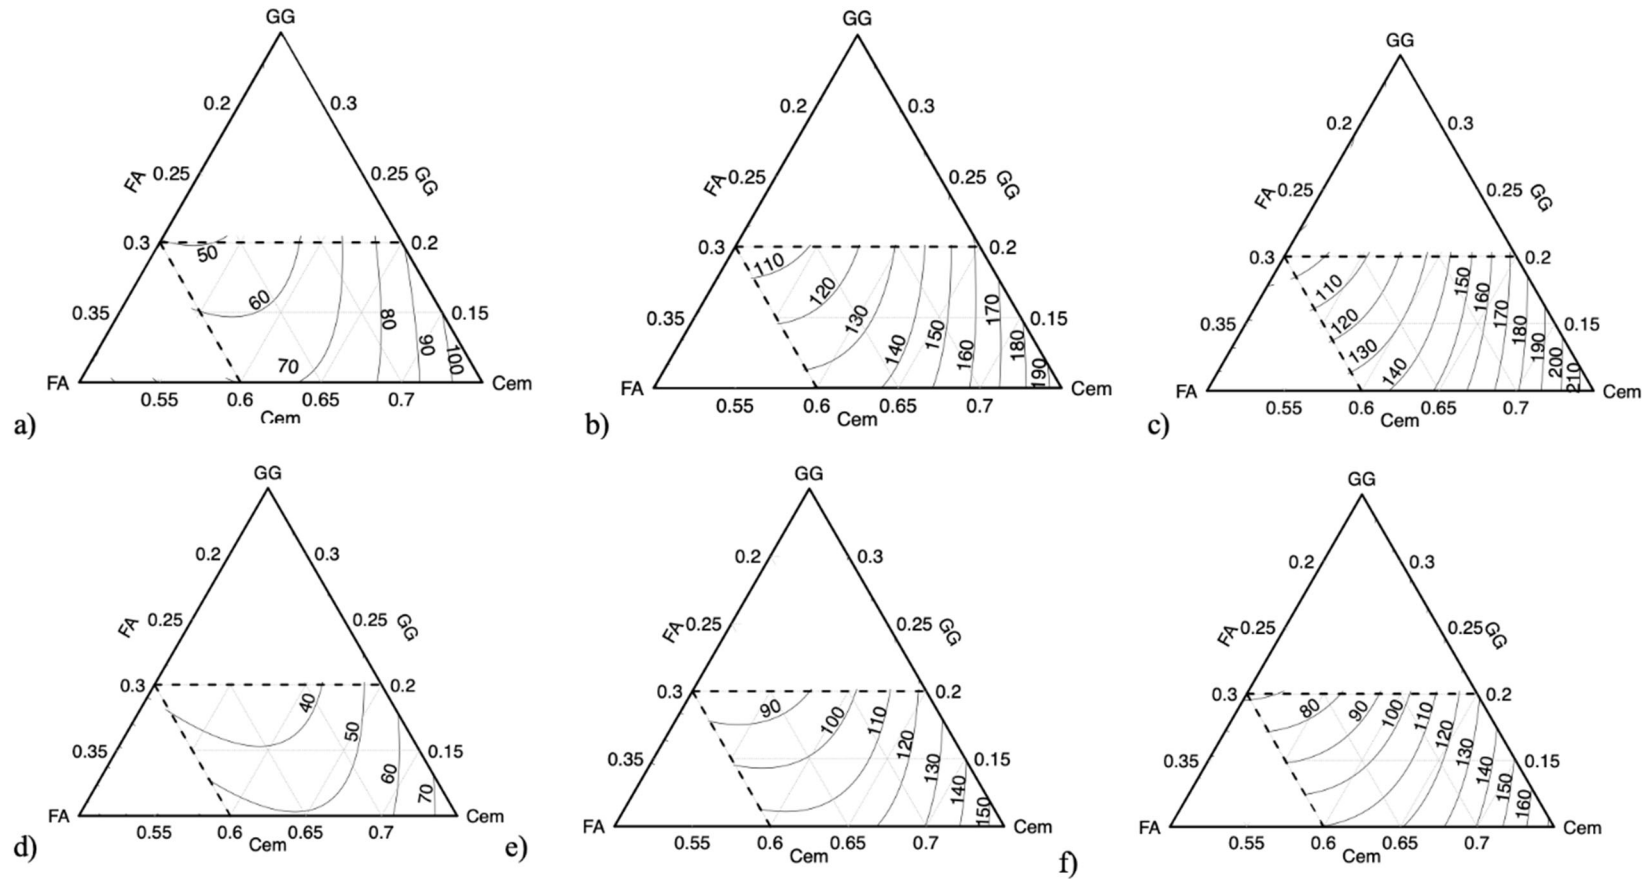 GG
0.2 0.3
FA 0.25 0.25 GG
0.3 50 0.2
60
0.35 80 0.15
70 90 100
FA Cem
0.55 0.6 0.65 0.7
Cem
a)
GG
0.2 0.3
FA 0.25 0.25 GG
0.3 110 0.2
120
0.35 130 170 0.15
140 150 160 180 190
FA Cem
0.55 0.6 0.65 0.7
Cem
b)
GG
0.2 0.3
FA 0.25 0.25 GG
0.3 0.2
110 150 160 170
0.35 120 180 0.15
130 190
140 200 210
FA Cem
0.55 0.6 0.65 0.7
Cem
c)
GG
0.2 0.3
FA 0.25 0.25 GG
0.3 0.2
40
50
0.35 0.15
60 70
FA Cem
0.55 0.6 0.65 0.7
Cem
d)
GG
0.2 0.3
FA 0.25 0.25 GG
0.3 0.2
90 100 110
120
0.35 130 0.15
140 150
FA Cem
0.55 0.6 0.65 0.7
Cem
e)
GG
0.2 0.3
FA 0.25 0.25 GG
0.3 0.2
80 90 100 110
120 130
0.35 140 0.15
150 160
FA Cem
0.55 0.6 0.65 0.7
Cem
f)